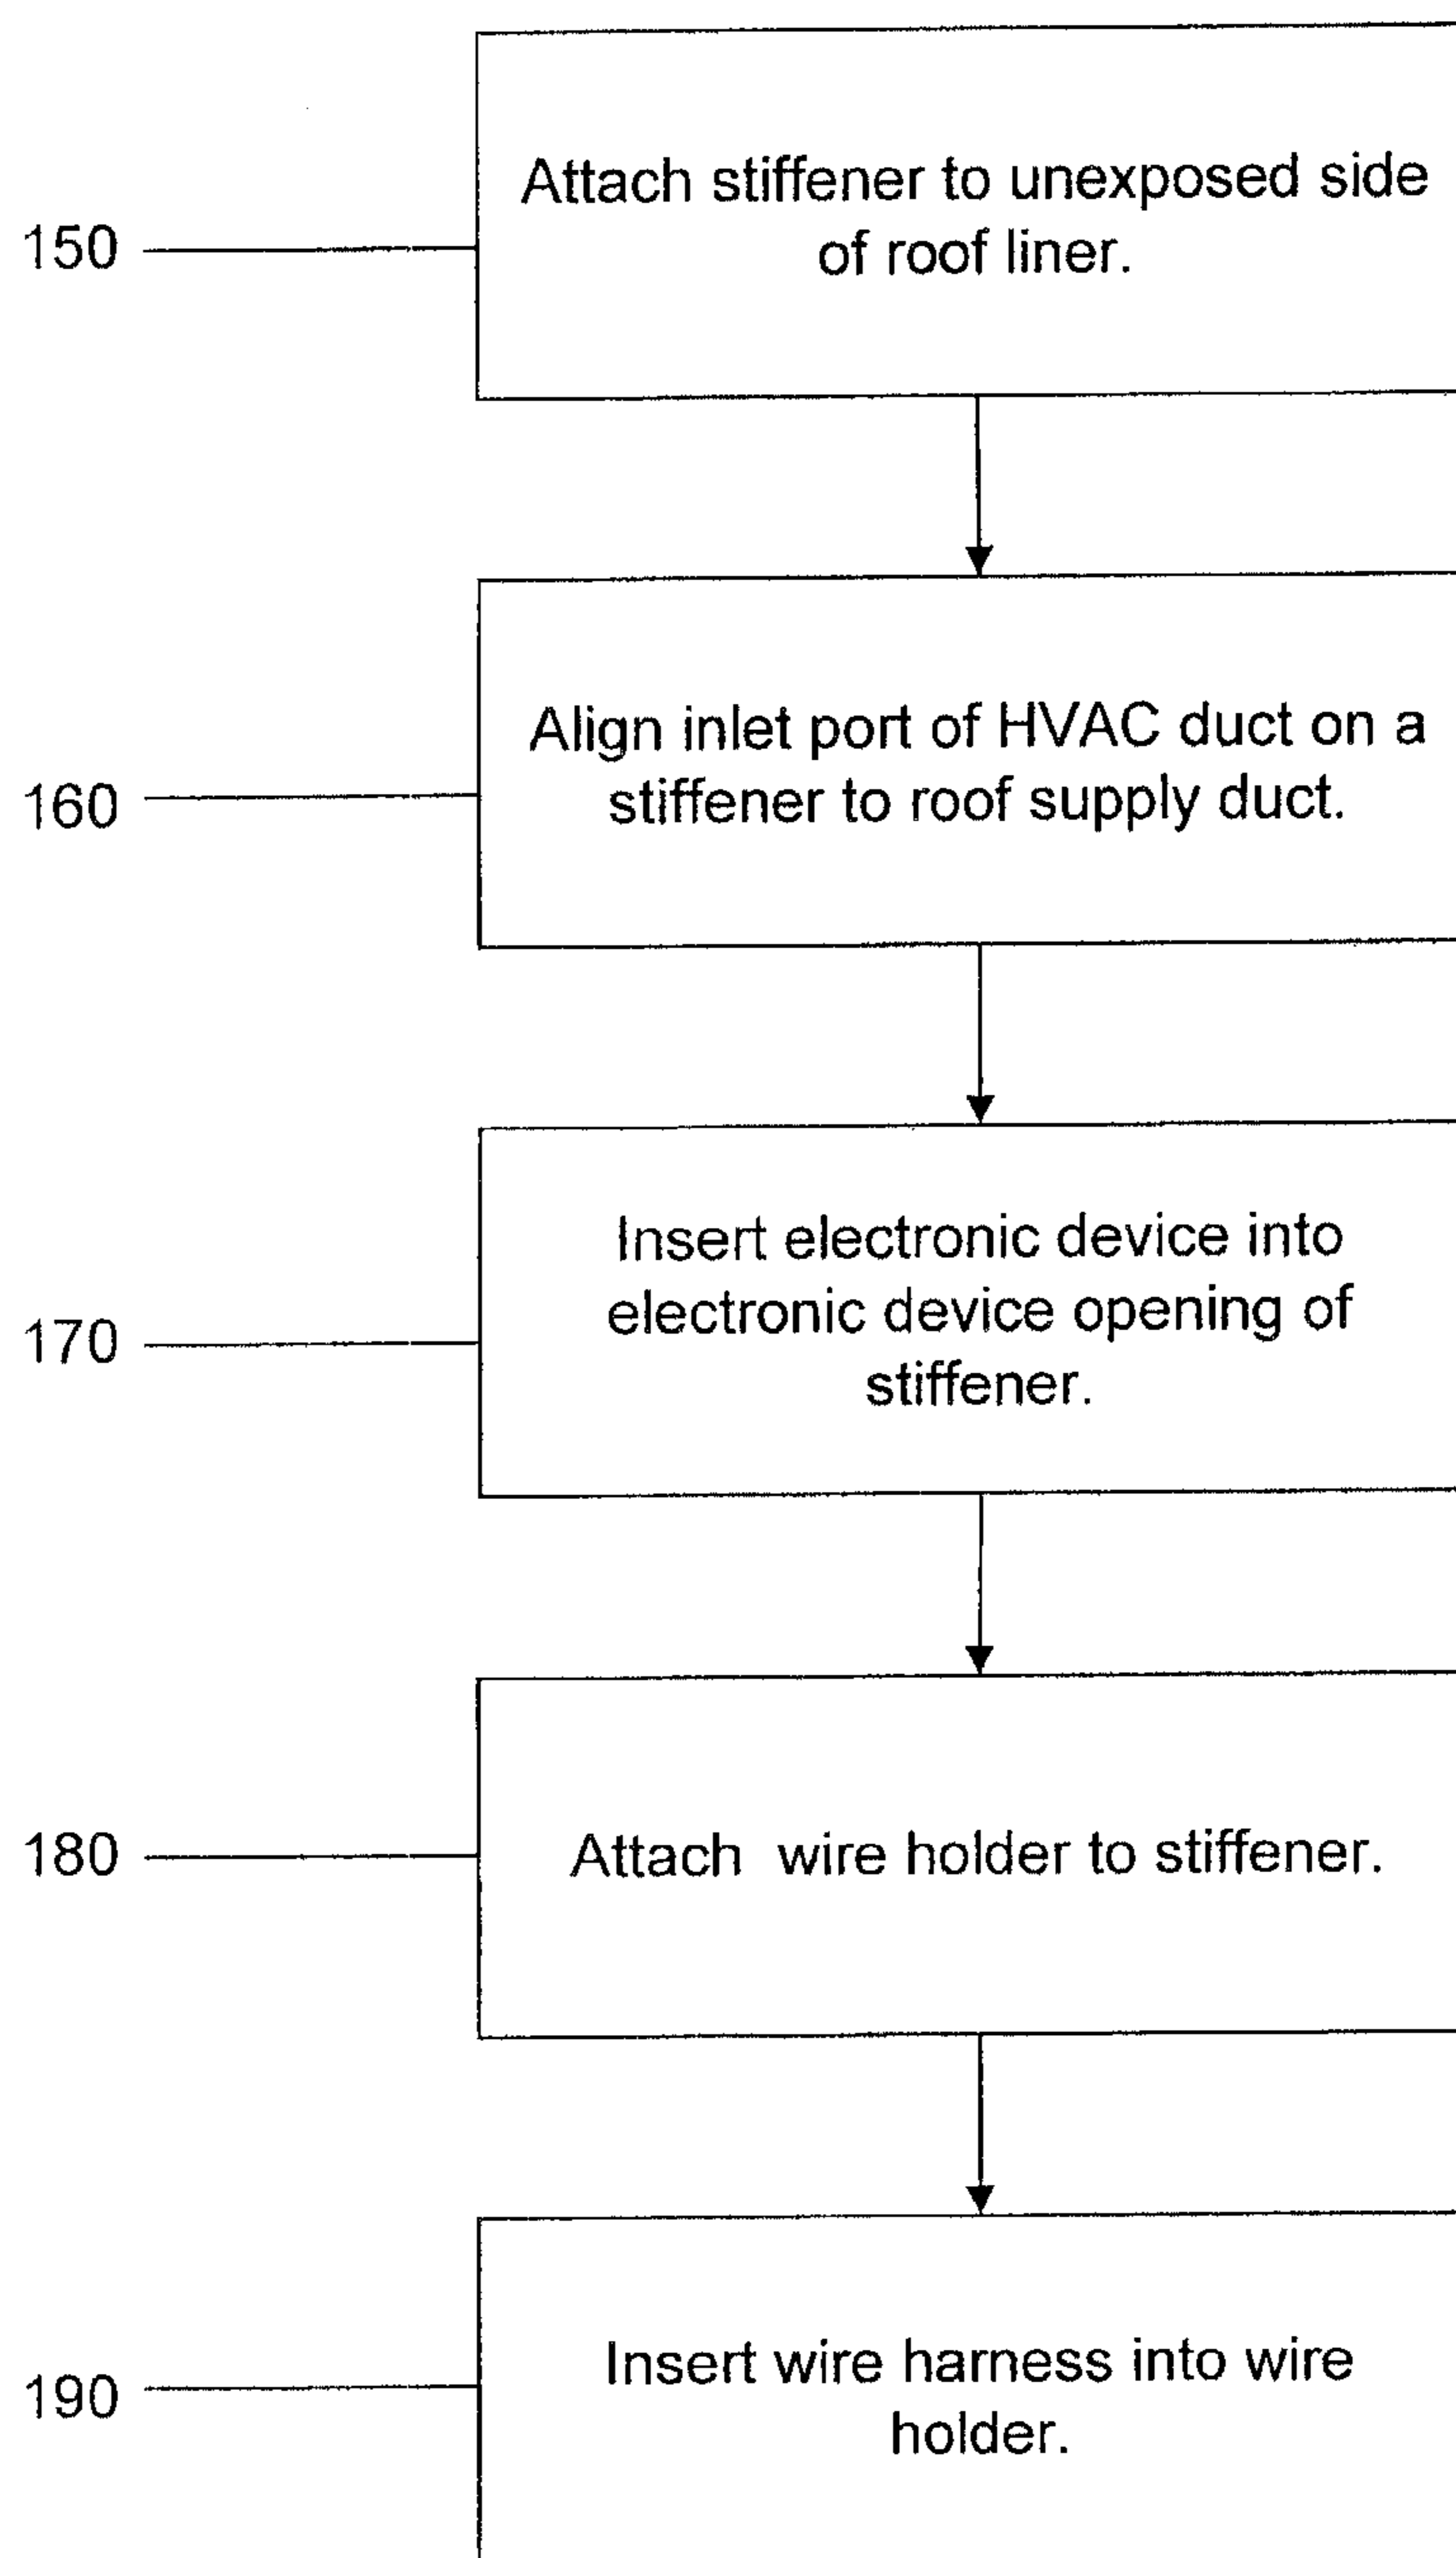 150
Attach stiffener to unexposed side
of roof liner.
160
Align inlet port of HVAC duct on a
stiffener to roof supply duct.
170
Insert electronic device into
electronic device opening of
stiffener.
180
Attach wire holder to stiffener.
190
Insert wire harness into wire
holder.